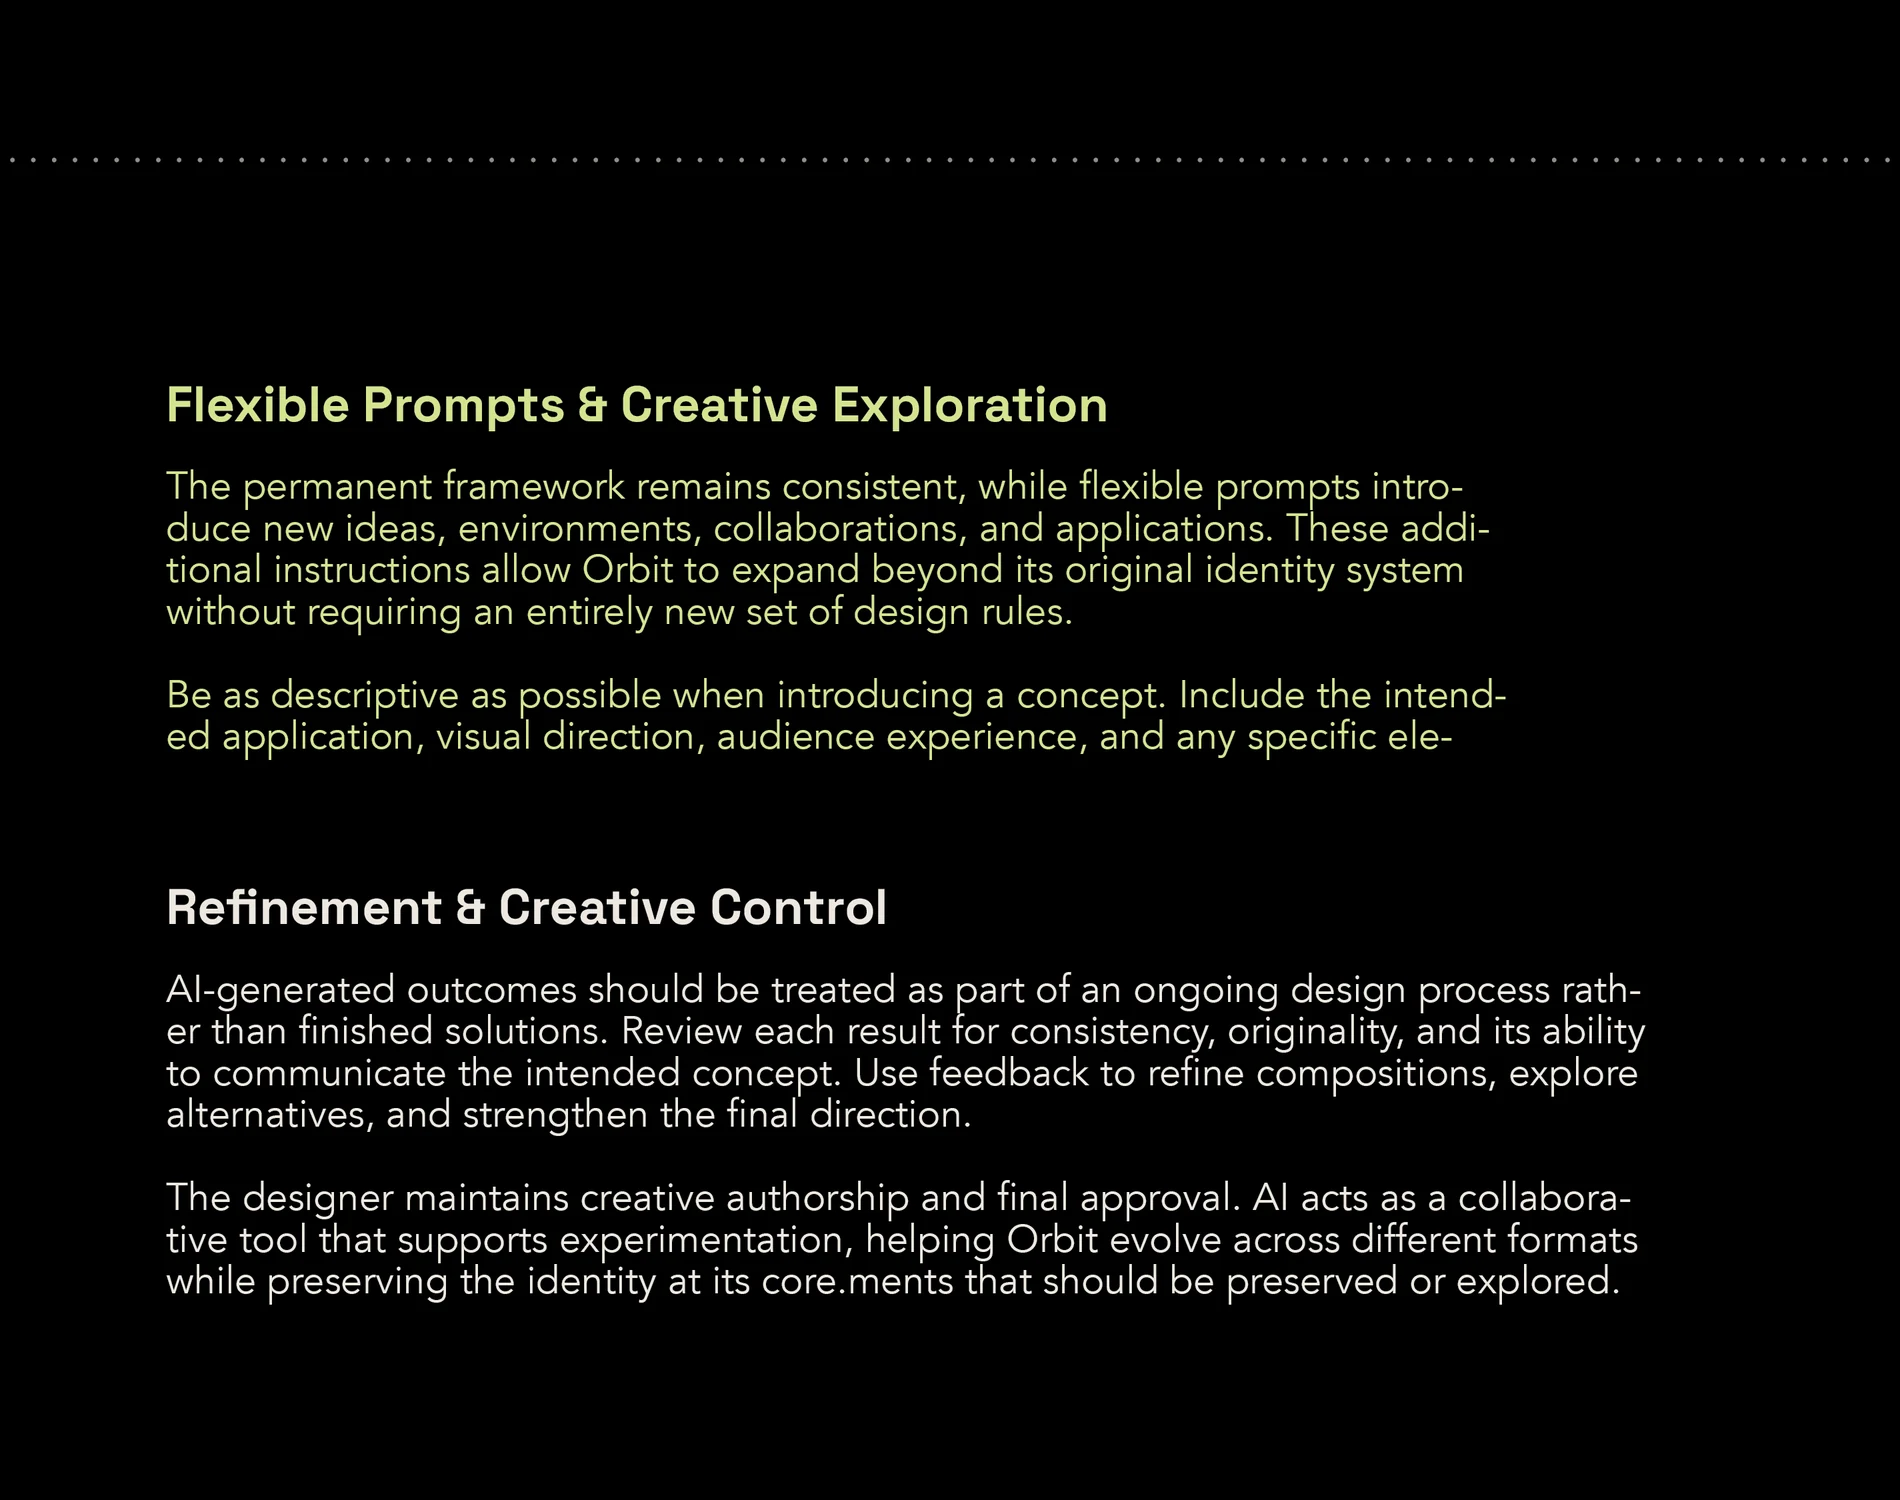 Flexible Prompts & Creative Exploration
The permanent framework remains consistent, while flexible prompts intro-
duce new ideas, environments, collaborations, and applications. These addi-
tional instructions allow Orbit to expand beyond its original identity system
without requiring an entirely new set of design rules.
Be as descriptive as possible when introducing a concept. Include the intend-
ed application, visual direction, audience experience, and any specific ele-
Refinement & Creative Control
AI-generated outcomes should be treated as part of an ongoing design process rath-
er than finished solutions. Review each result for consistency, originality, and its ability
to communicate the intended concept. Use feedback to refine compositions, explore
alternatives, and strengthen the final direction.
The designer maintains creative authorship and final approval. AI acts as a collabora-
tive tool that supports experimentation, helping Orbit evolve across different formats
while preserving the identity at its core.ments that should be preserved or explored.